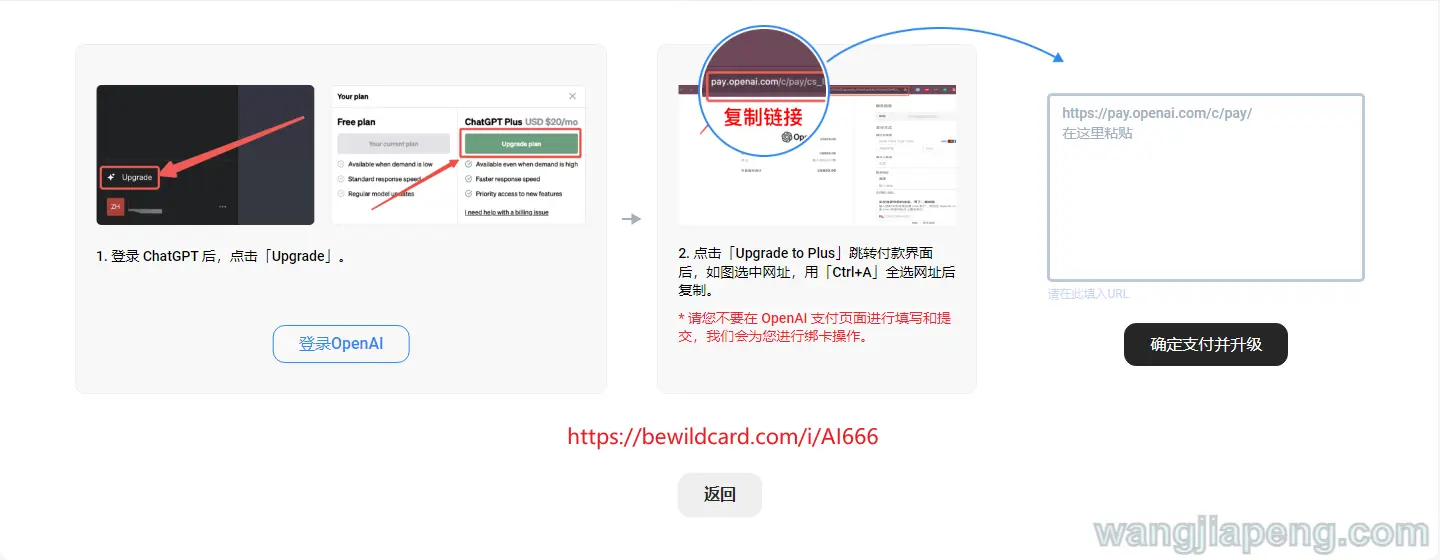 Upgrade
ZH
Your plan
Free plan
Your current plan
Available when demand is low
Standard response speed
Regular model updates
ChatGPT Plus USD $20/mo
Upgrade plan
Available even when demand is high
Faster response speed
Priority access to new features
I need help with a billing issue
1. 登录 ChatGPT 后，点击「Upgrade」。
登录OpenAI
pay.openai.com/c/pay/cs_l
复制链接
2. 点击「Upgrade to Plus」跳转付款界面
后，如图选中网址，用「Ctrl+A」全选网址后
复制。
* 请您不要在 OpenAI 支付页面进行填写和提
交，我们会为您进行绑卡操作。
https://pay.openai.com/c/pay/
在这里粘贴
请在此填入URL
确定支付并升级
https://bewildcard.com/i/AI666
返回
wangjiapeng.com